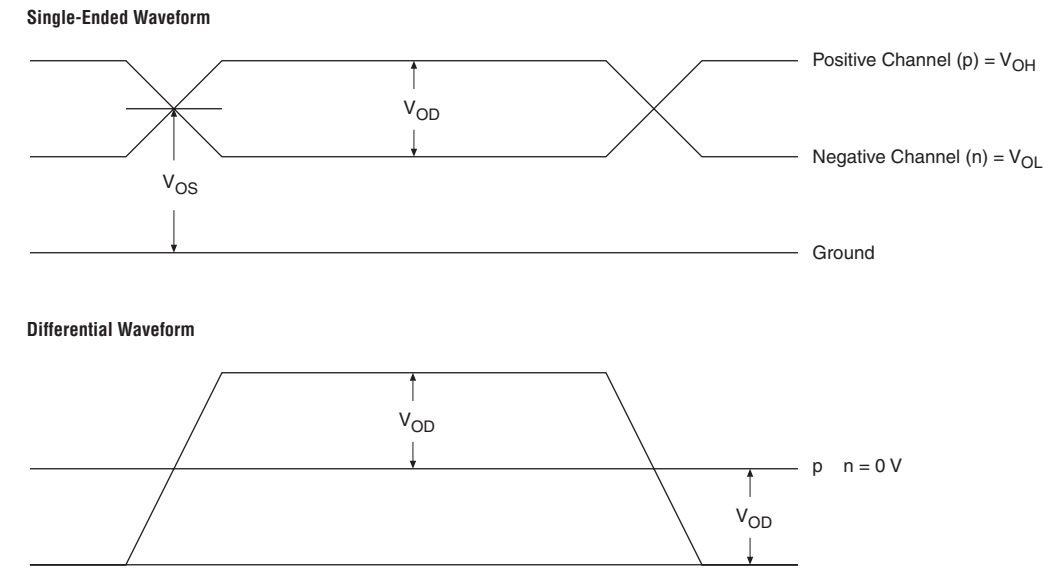 Single-Ended Waveform
Positive Channel (p) = VOH
VOD
Negative Channel (n) = VOL
VOS
Ground
Differential Waveform
VOD
p n = 0 V
VOD